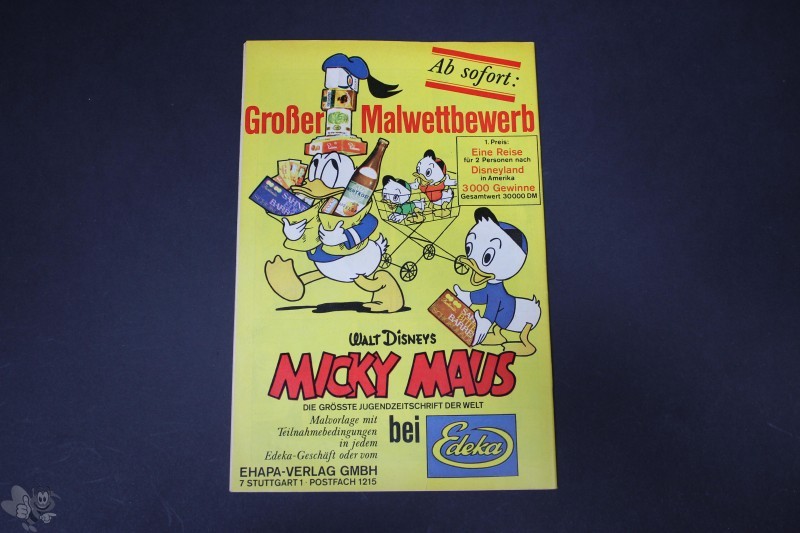 Ab sofort:
Großer Malwettbewerb
1. Preis:
Eine Reise
für 2 Personen nach
Disneyland
in Amerika
3000 Gewinne
Gesamtwert 30000 DM
WALT DISNEYS
MICKY MAUS
DIE GRÖSSTE JUGENDZEITSCHRIFT DER WELT
Malvorlage mit
Teilnahmebedingungen
in jedem
Edeka-Geschäft oder vom
bei
Edeka
EHAPA-VERLAG GMBH
7 STUTTGART 1 · POSTFACH 1215